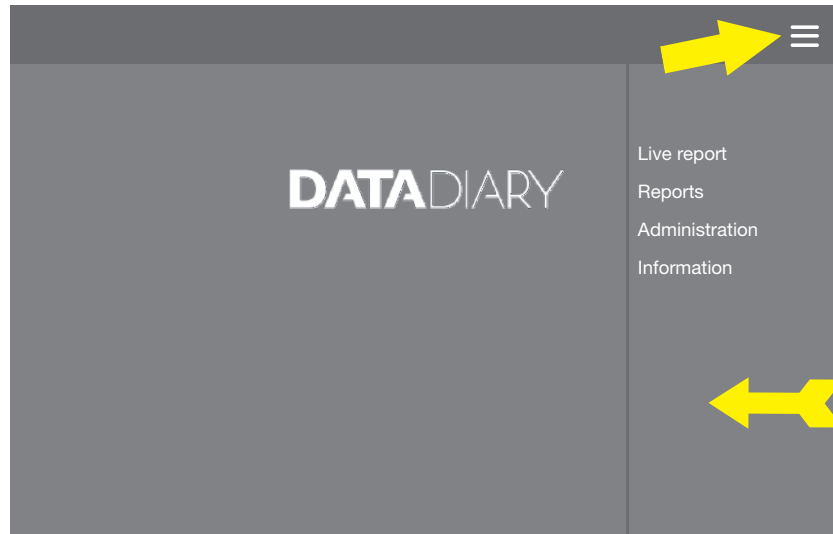 DATADIARY
Live report
Reports
Administration
Information